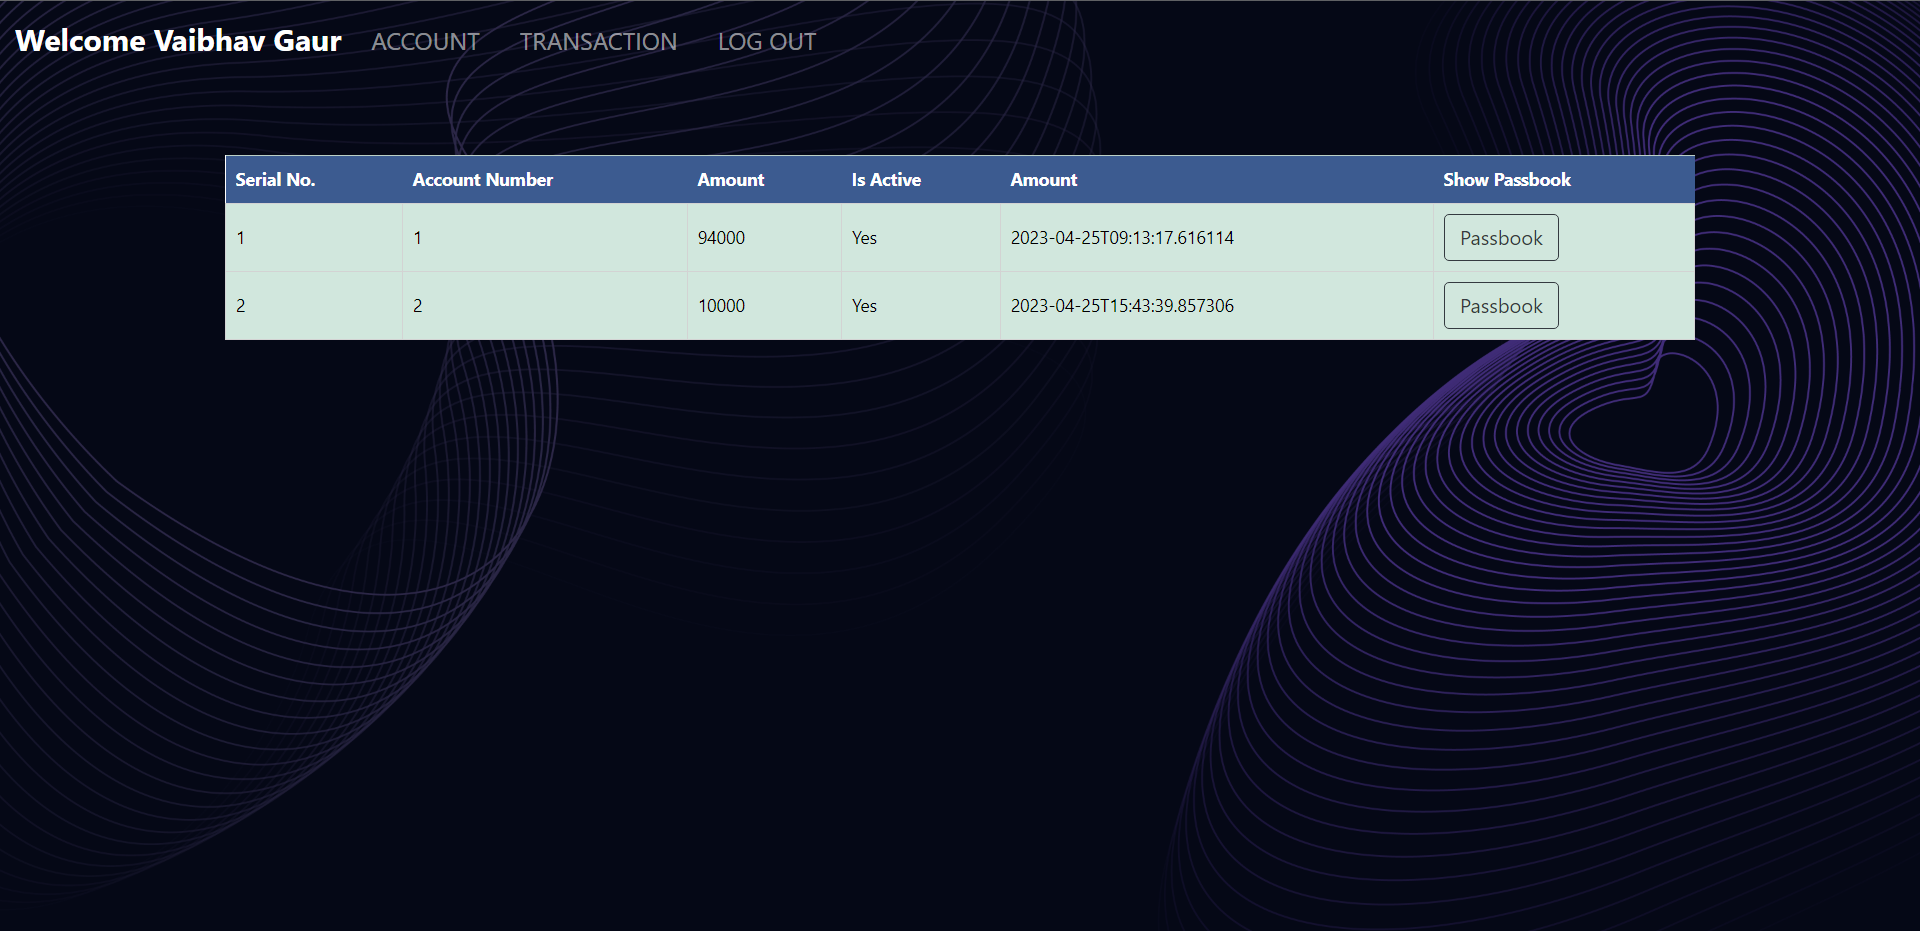 Welcome Vaibhav Gaur ACCOUNT TRANSACTION LOG OUT
Serial No. Account Number Amount Is Active Amount Show Passbook
1 1 94000 Yes 2023-04-25T09:13:17.616114 Passbook
2 2 10000 Yes 2023-04-25T15:43:39.857306 Passbook